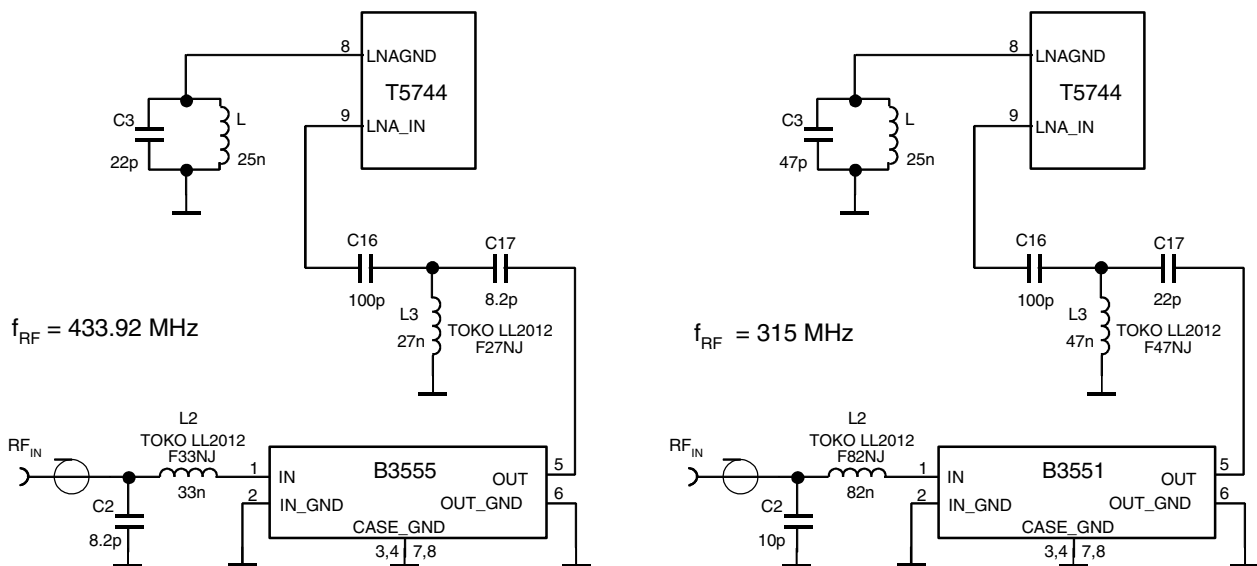 8
LNAGND
T5744
C3
L
9
LNA_IN
22p
25n
C16
C17
100p
8.2p
L3
27n
TOKO LL2012
F27NJ
fRF = 433.92 MHz
L2
TOKO LL2012
F33NJ
RFIN
33n
1
IN
B3555
5
OUT
2
IN_GND
OUT_GND
6
C2
8.2p
CASE_GND
3,4
7,8
8
LNAGND
T5744
C3
L
9
LNA_IN
47p
25n
C16
C17
100p
22p
L3
47n
TOKO LL2012
F47NJ
fRF = 315 MHz
L2
TOKO LL2012
F82NJ
RFIN
82n
1
IN
B3551
5
OUT
2
IN_GND
OUT_GND
6
C2
10p
CASE_GND
3,4
7,8